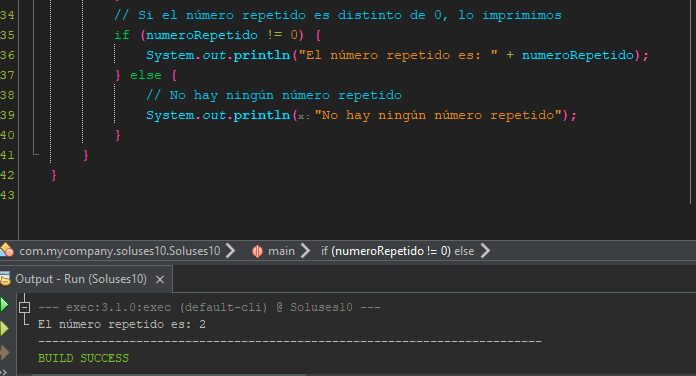 34 // Si el número repetido es distinto de 0, lo imprimimos
35 if (numeroRepetido != 0) {
36 System.out.println("El número repetido es: " + numeroRepetido);
37 } else {
38 // No hay ningún número repetido
39 System.out.println(x: "No hay ningún número repetido");
40 }
41 }
42 }
43
com.mycompany.soluses10.Soluses10 > main > if (numeroRepetido != 0) else >
Output - Run (Soluses10) ×
--- exec:3.1.0:exec (default-cli) @ Soluses10 ---
El número repetido es: 2
------------------------------------------------------------------------
BUILD SUCCESS